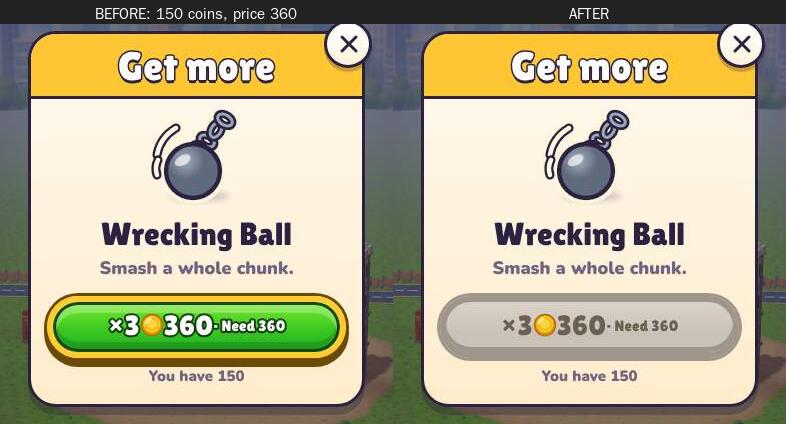 BEFORE: 150 coins, price 360
Get more
Wrecking Ball
Smash a whole chunk.
×3 360 · Need 360
You have 150
AFTER
Get more
Wrecking Ball
Smash a whole chunk.
×3 360 · Need 360
You have 150